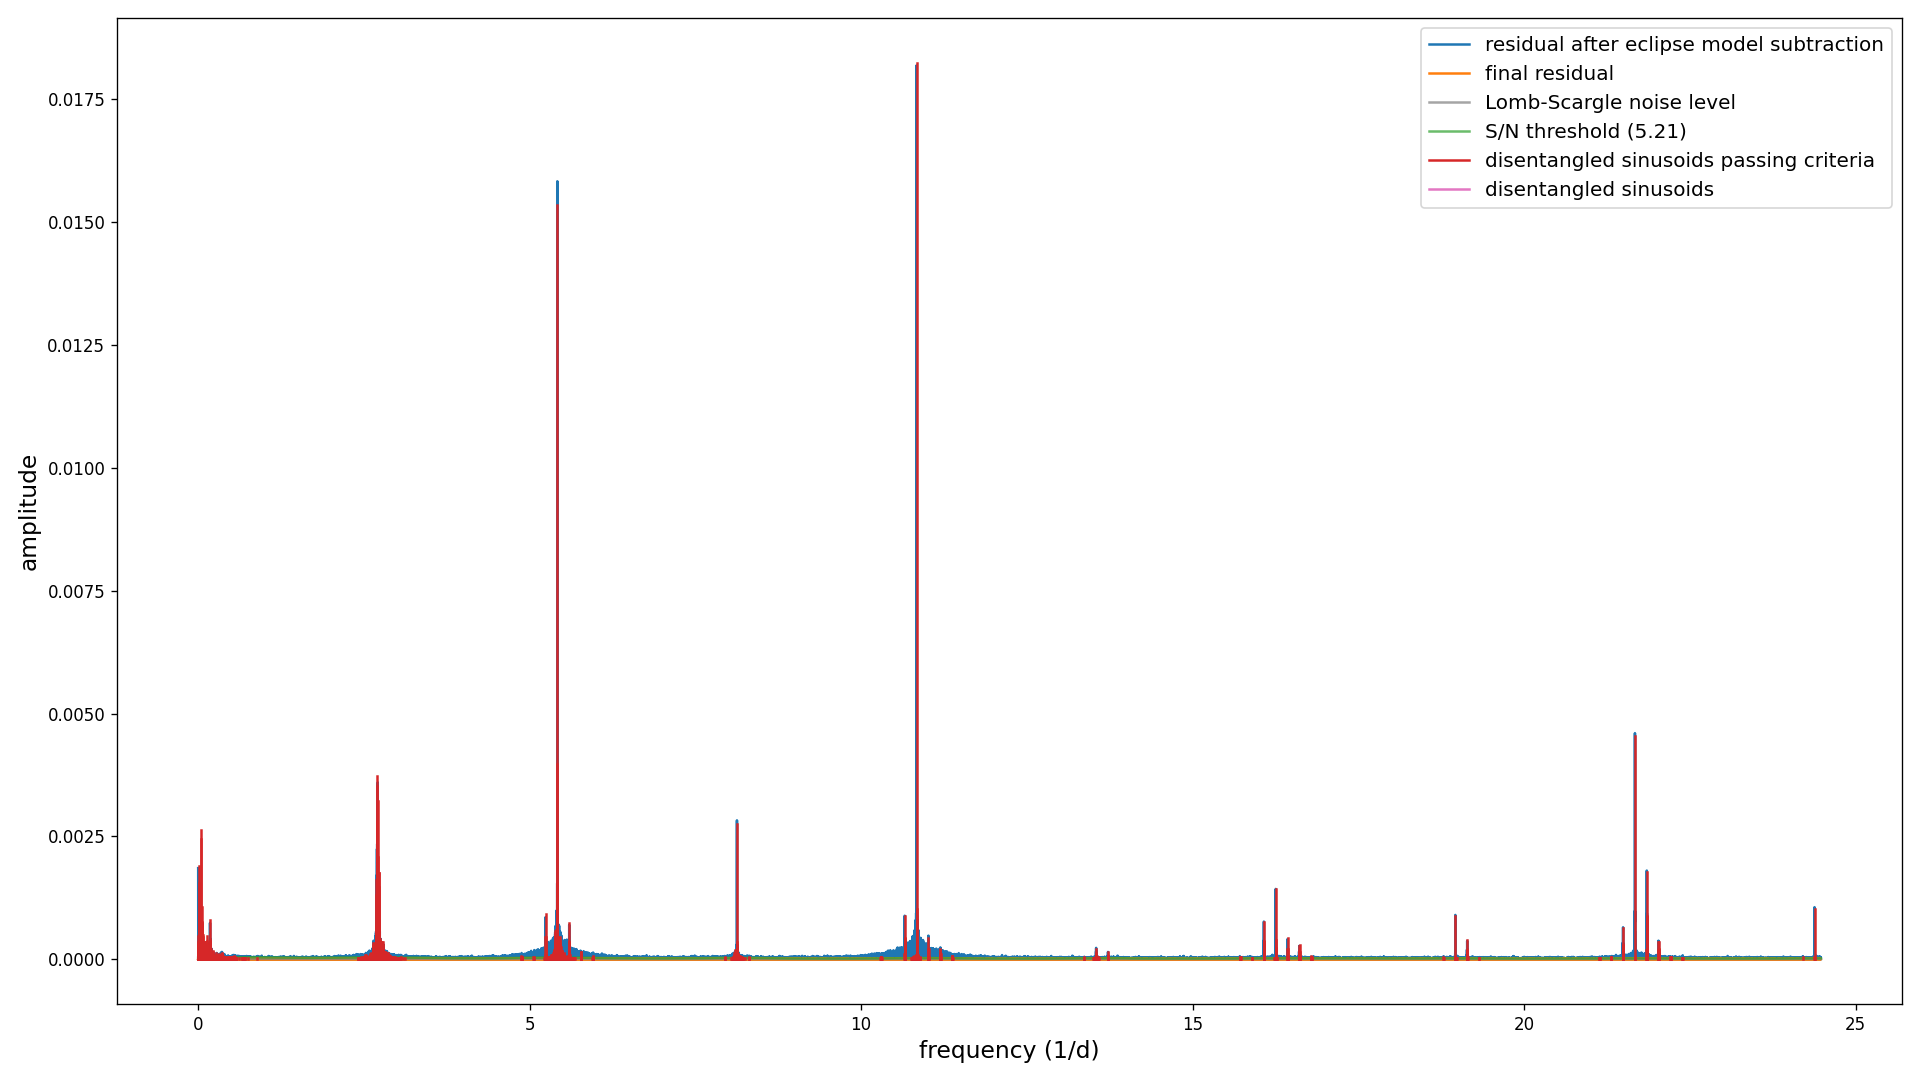 residual after eclipse model subtraction
final residual
Lomb-Scargle noise level
S/N threshold (5.21)
disentangled sinusoids passing criteria
disentangled sinusoids
0.0175
0.0150
0.0125
0.0100
0.0075
0.0050
0.0025
0.0000
amplitude
0 5 10 15 20 25
frequency (1/d)